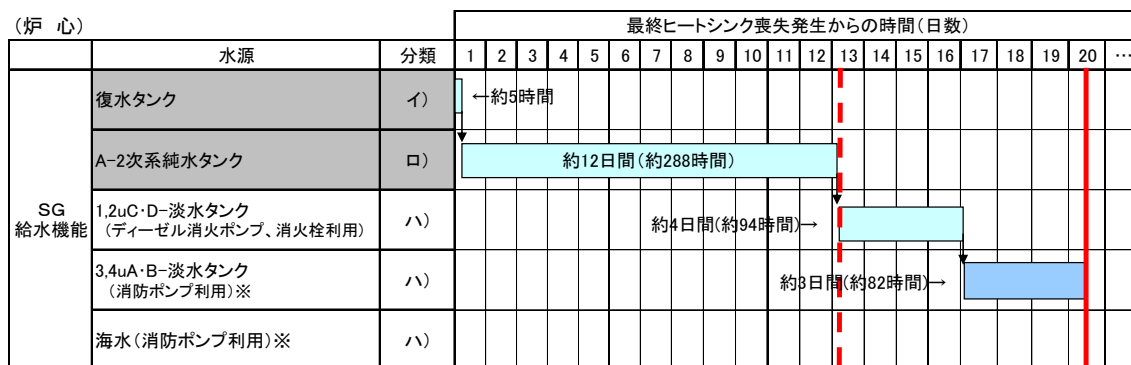 (炉 心)
最終ヒートシンク喪失発生からの時間(日数)
水源 分類 1 2 3 4 5 6 7 8 9 10 11 12 13 14 15 16 17 18 19 20 …
SG
給水機能
復水タンク イ) ←約5時間
A-2次系純水タンク ロ) 約12日間(約288時間)
1,2uC・D-淡水タンク
(ディーゼル消火ポンプ、消火栓利用) ハ) 約4日間(約94時間)→
3,4uA・B-淡水タンク
(消防ポンプ利用)※ ハ) 約3日間(約82時間)→
海水(消防ポンプ利用)※ ハ)